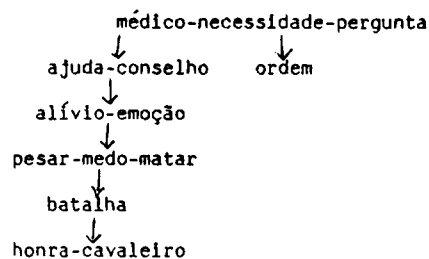 médico-necessidade-pergunta
ajuda-conselho ordem
alívio-emoção
pesar-medo-matar
batalha
honra-cavaleiro